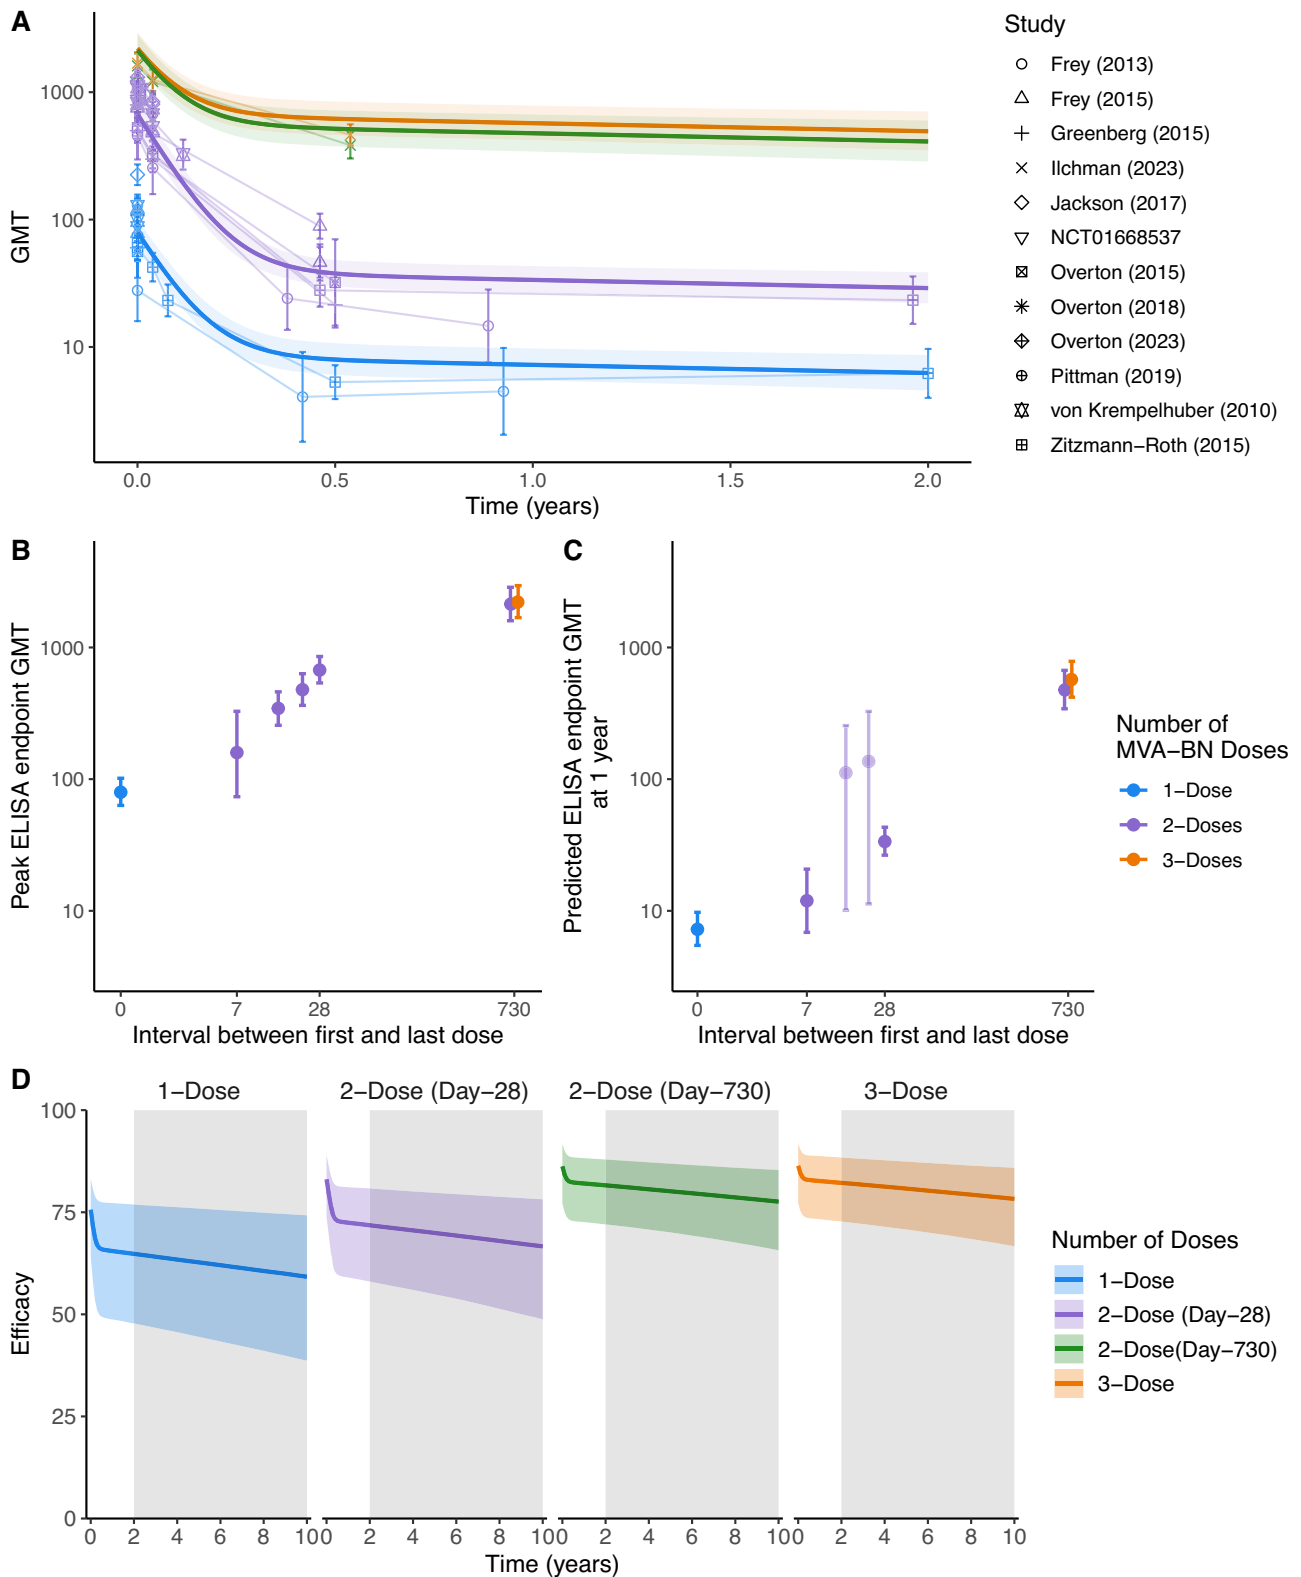 A
GMT
1000
100
10
0.0 0.5 1.0 1.5 2.0
Time (years)
Study
Frey (2013)
Frey (2015)
Greenberg (2015)
Ilchman (2023)
Jackson (2017)
NCT01668537
Overton (2015)
Overton (2018)
Overton (2023)
Pittman (2019)
von Krempelhuber (2010)
Zitzmann−Roth (2015)
B
Peak ELISA endpoint GMT
1000
100
10
0 7 28 730
Interval between first and last dose
C
Predicted ELISA endpoint GMT
at 1 year
1000
100
10
0 7 28 730
Interval between first and last dose
Number of
MVA−BN Doses
1−Dose
2−Doses
3−Doses
D
1−Dose 2−Dose (Day−28) 2−Dose (Day−730) 3−Dose
Efficacy
100
75
50
25
0
0 2 4 6 8 10 0 2 4 6 8 10 0 2 4 6 8 10 0 2 4 6 8 10
Time (years)
Number of Doses
1−Dose
2−Dose (Day−28)
2−Dose(Day−730)
3−Dose